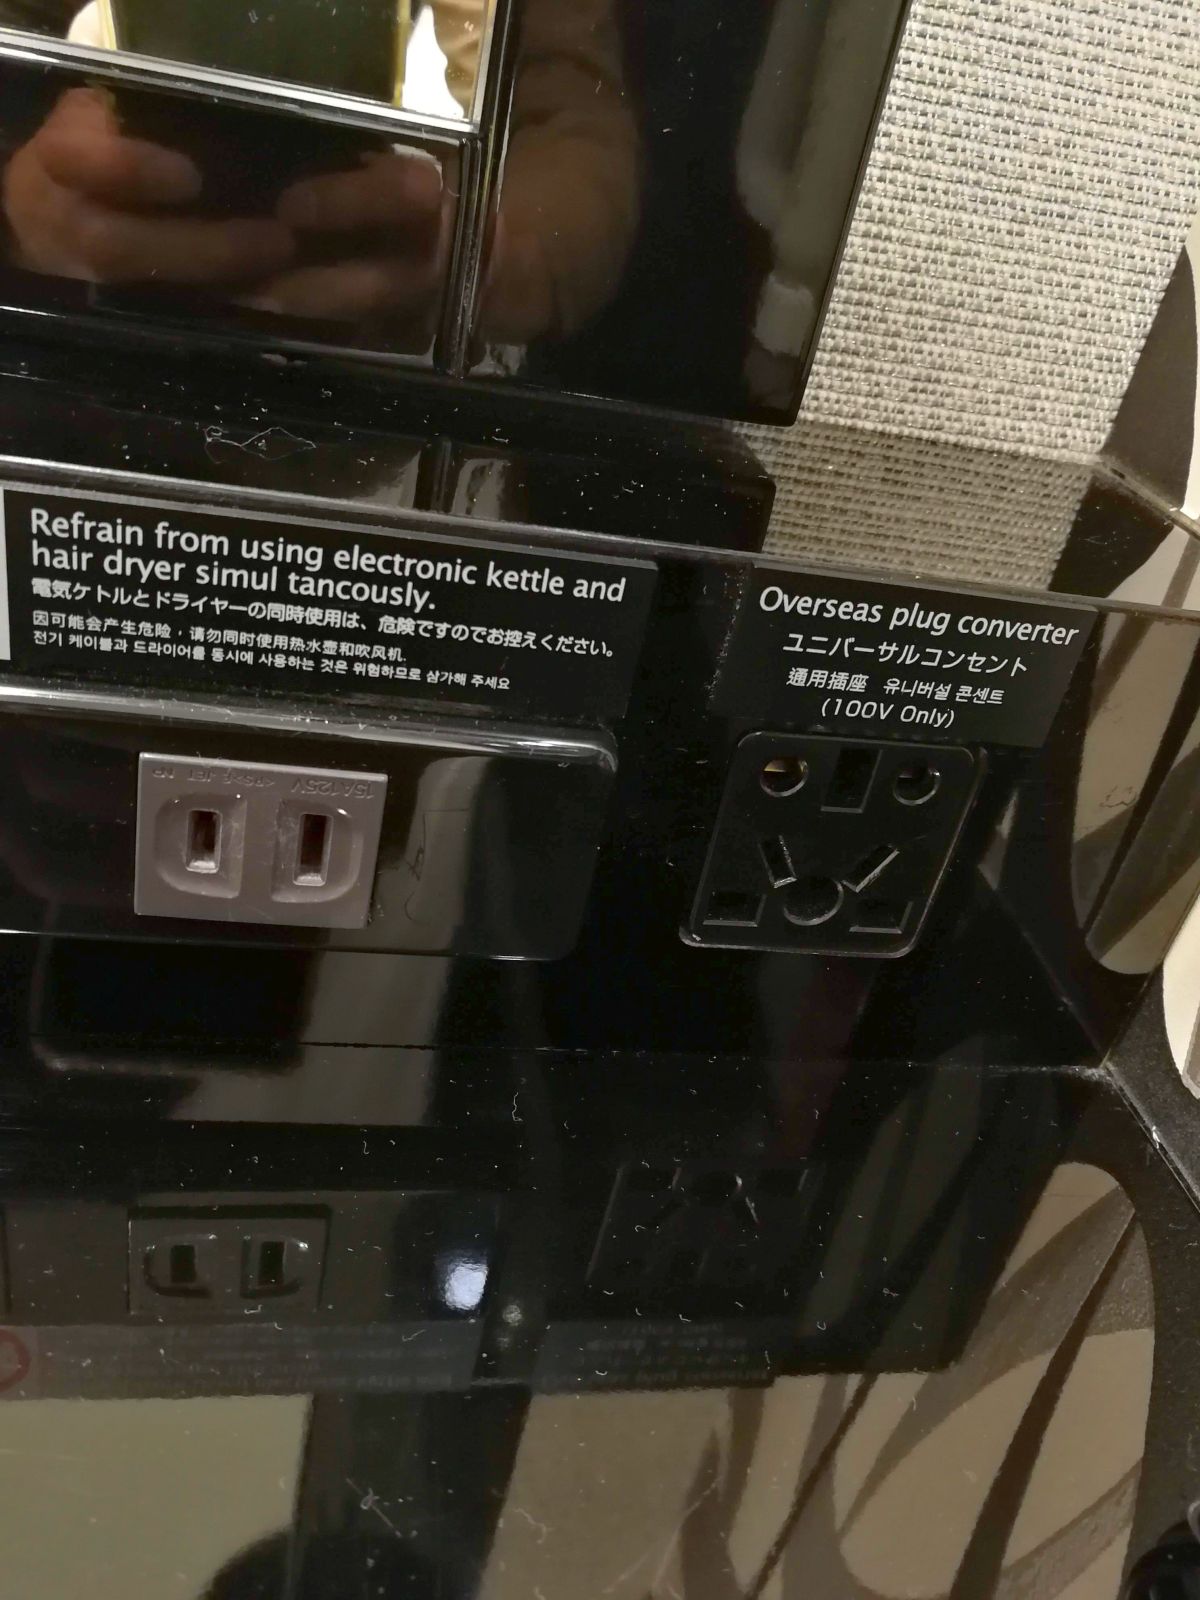 Refrain from using electronic kettle and
hair dryer simul tancously.
電気ケトルとドライヤーの同時使用は、危険ですのでお控えください。
因可能会产生危险，请勿同时使用热水壶和吹风机.
전기 케이블과 드라이어를 동시에 사용하는 것은 위험하므로 삼가해 주세요
Overseas plug converter
ユニバーサルコンセント
通用插座 유니버설 콘센트
(100V Only)
15A125V <PS>E JET NP